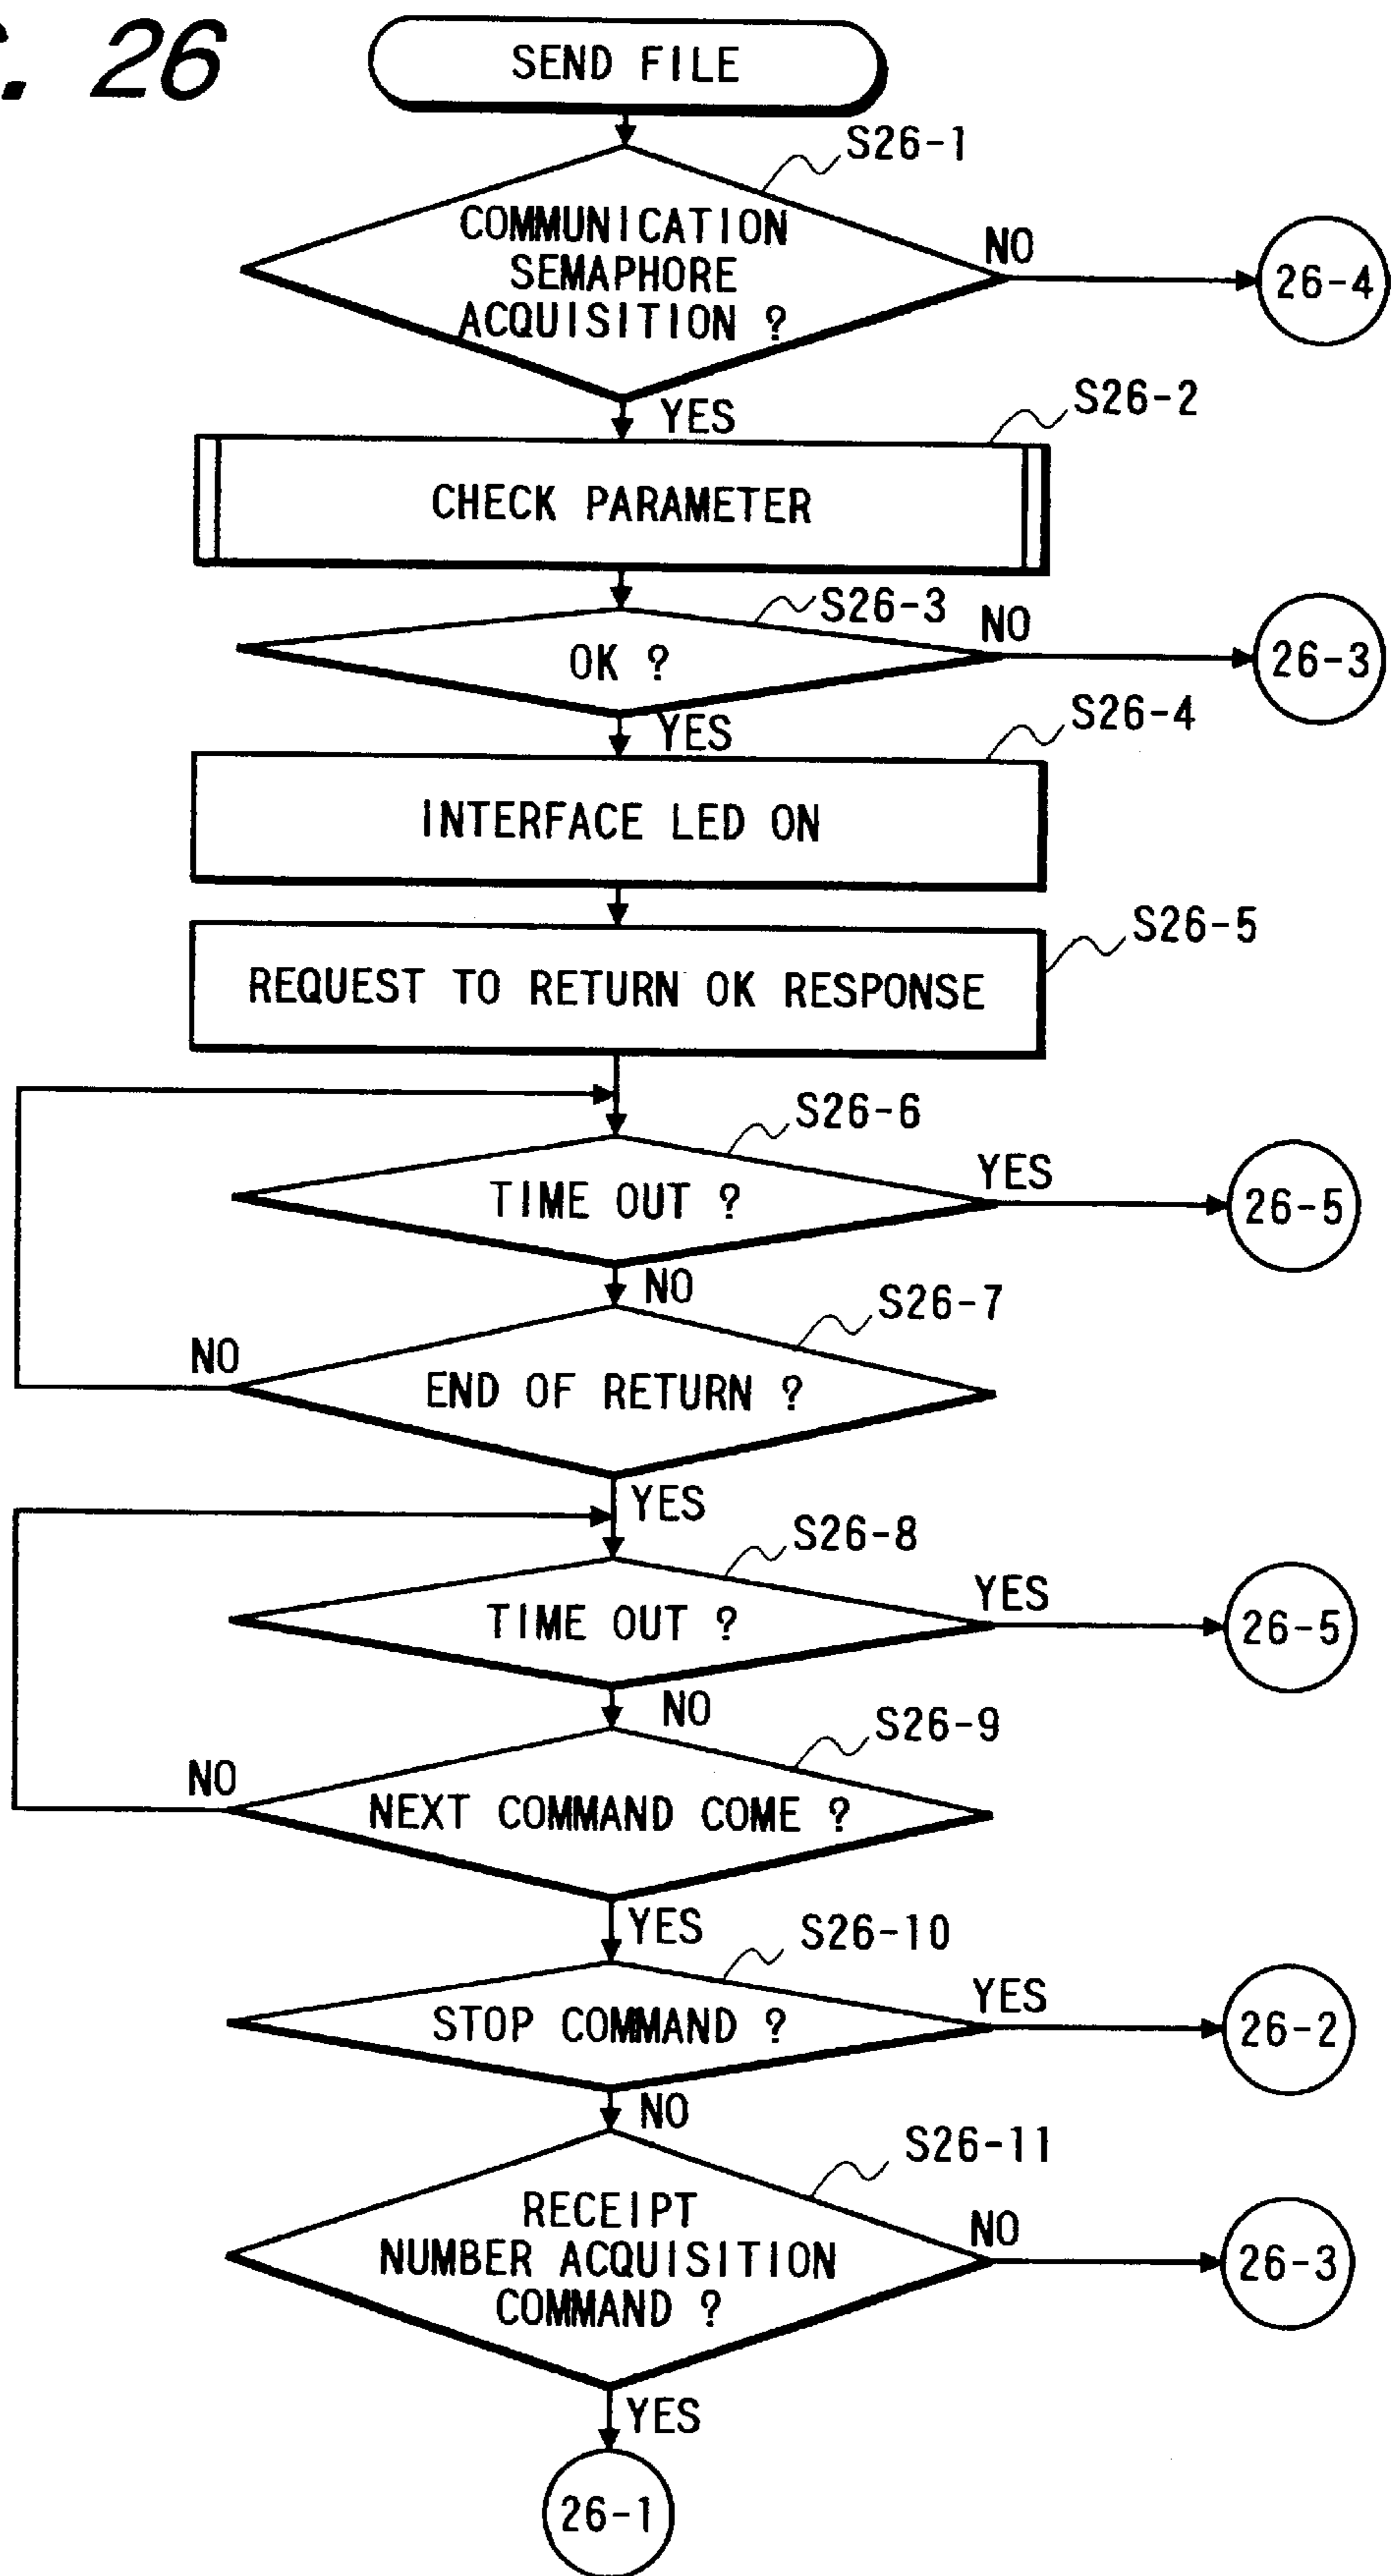 . 26
SEND FILE
S26-1
COMMUNICATION
SEMAPHORE
ACQUISITION ?
NO
26-4
YES
S26-2
CHECK PARAMETER
S26-3
NO
OK ?
26-3
YES
S26-4
INTERFACE LED ON
S26-5
REQUEST TO RETURN OK RESPONSE
S26-6
YES
TIME OUT ?
26-5
NO
S26-7
NO
END OF RETURN ?
YES
S26-8
YES
TIME OUT ?
26-5
NO
S26-9
NO
NEXT COMMAND COME ?
YES
S26-10
YES
STOP COMMAND ?
26-2
NO
S26-11
RECEIPT
NUMBER ACQUISITION
COMMAND ?
NO
26-3
YES
26-1